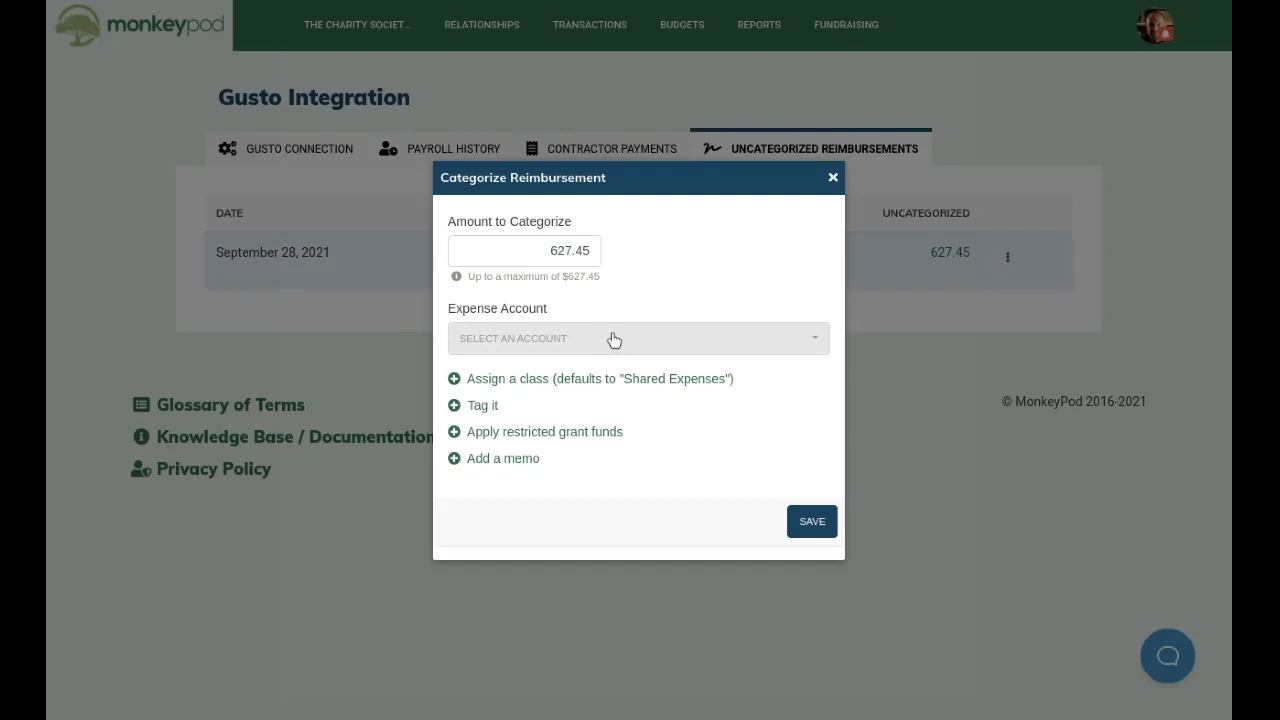 monkeypod
THE CHARITY SOCIET... RELATIONSHIPS TRANSACTIONS BUDGETS REPORTS FUNDRAISING
Gusto Integration
GUSTO CONNECTION PAYROLL HISTORY CONTRACTOR PAYMENTS UNCATEGORIZED REIMBURSEMENTS
Categorize Reimbursement
DATE UNCATEGORIZED
September 28, 2021 627.45
Amount to Categorize
627.45
Up to a maximum of $627.45
Expense Account
SELECT AN ACCOUNT
Assign a class (defaults to "Shared Expenses")
Tag it
Apply restricted grant funds
Add a memo
SAVE
Glossary of Terms
Knowledge Base / Documentation
Privacy Policy
© MonkeyPod 2016-2021